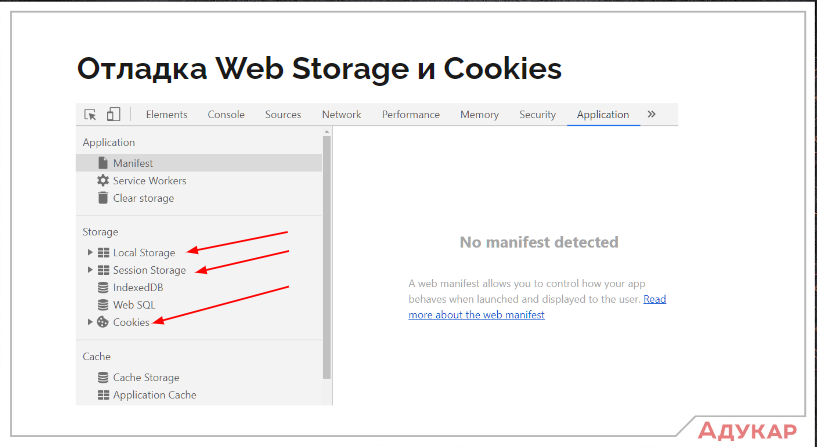 Отладка Web Storage и Cookies
Elements Console Sources Network Performance Memory Security Application »
Application
Manifest
Service Workers
Clear storage
Storage
Local Storage
Session Storage
IndexedDB
Web SQL
Cookies
Cache
Cache Storage
Application Cache
No manifest detected
A web manifest allows you to control how your app
behaves when launched and displayed to the user. Read
more about the web manifest
АДУКАР